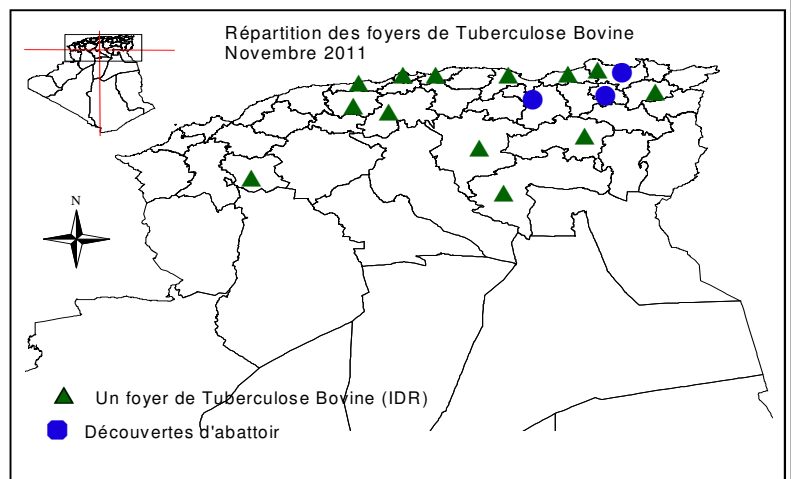 Répartition des foyers de Tuberculose Bovine
Novembre 2011
N
Un foyer de Tuberculose Bovine (IDR)
Découvertes d'abattoir